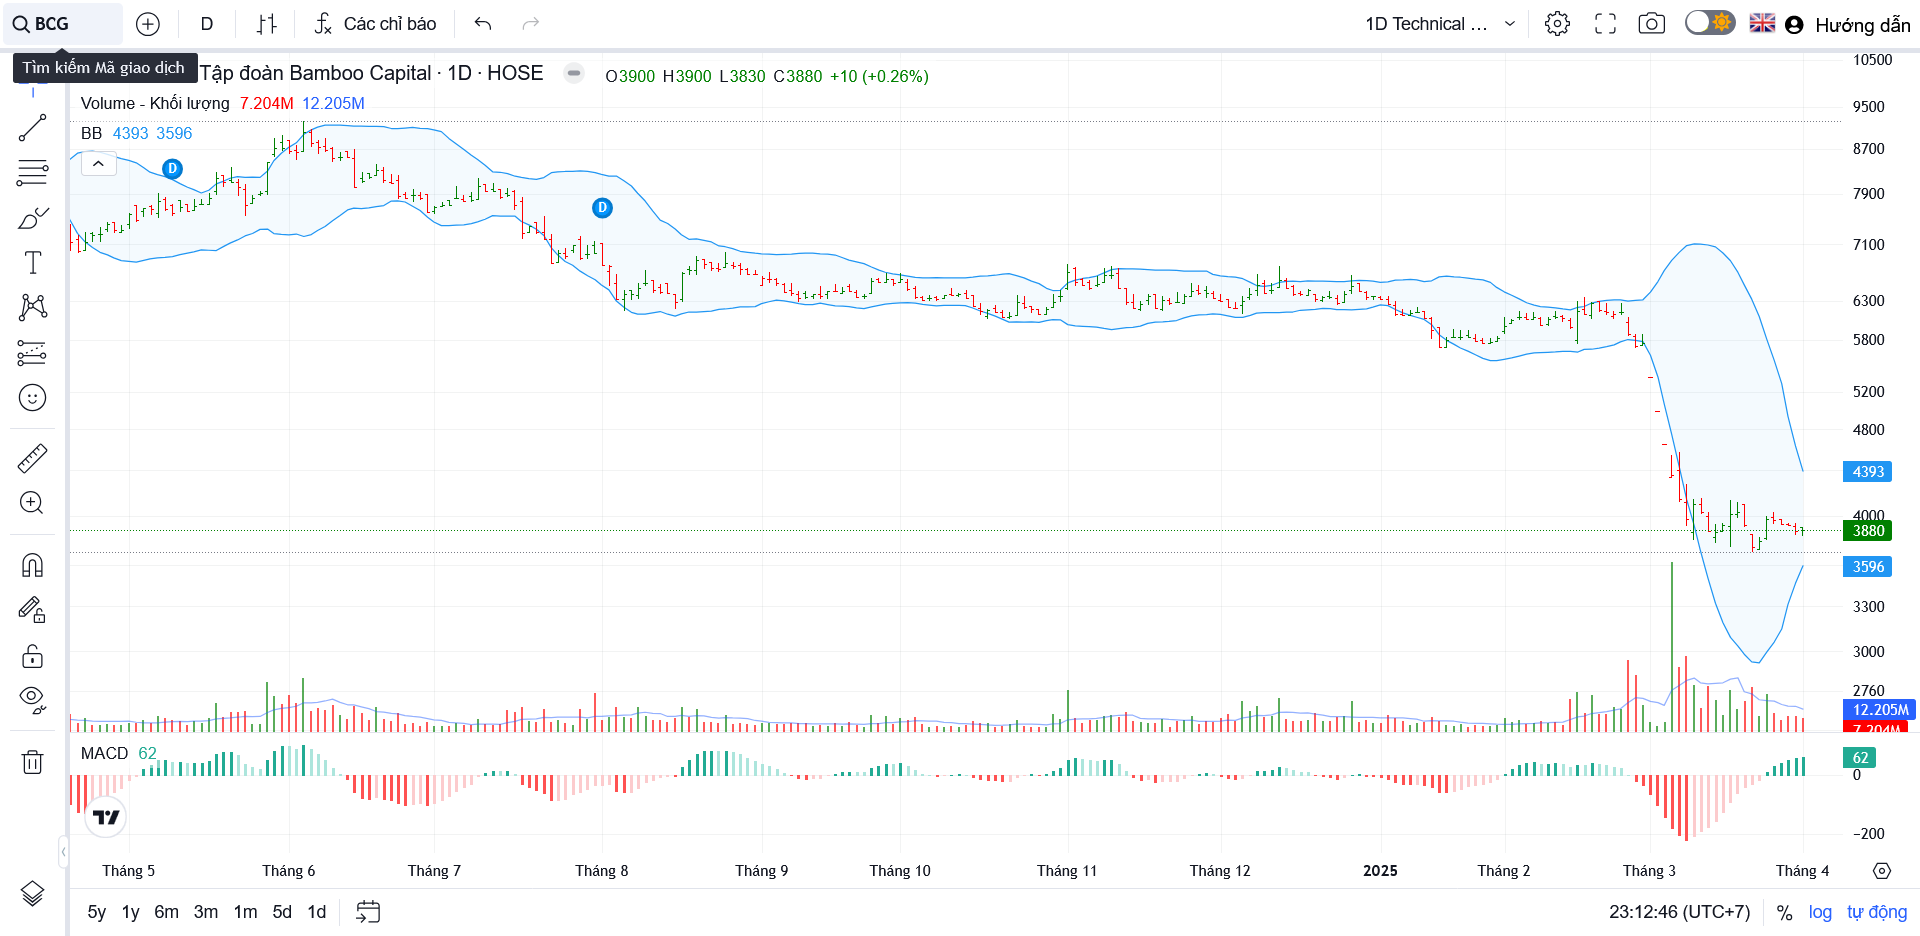 BCG
D
Các chỉ báo
1D Technical ...
Hướng dẫn
Tìm kiếm Mã giao dịch
Tập đoàn Bamboo Capital · 1D · HOSE
O3900 H3900 L3830 C3880 +10 (+0.26%)
Volume - Khối lượng 7.204M 12.205M
BB 4393 3596
D
D
10500
9500
8700
7900
7100
6300
5800
5200
4800
4393
4000
3880
3596
3300
3000
2760
12.205M
7.204M
MACD 62
62
0
−200
Tháng 5 Tháng 6 Tháng 7 Tháng 8 Tháng 9 Tháng 10 Tháng 11 Tháng 12 2025 Tháng 2 Tháng 3 Tháng 4
5y 1y 6m 3m 1m 5d 1d
23:12:46 (UTC+7) % log tự động